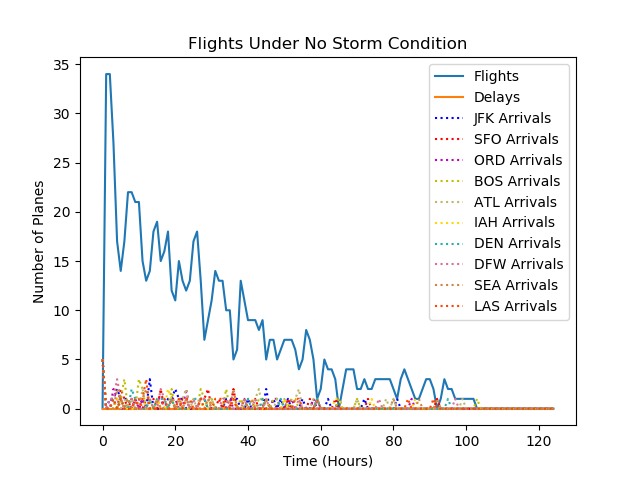 Flights Under No Storm Condition
35
30
25
20
15
10
5
0
Number of Planes
Flights
Delays
JFK Arrivals
SFO Arrivals
ORD Arrivals
BOS Arrivals
ATL Arrivals
IAH Arrivals
DEN Arrivals
DFW Arrivals
SEA Arrivals
LAS Arrivals
0 20 40 60 80 100 120
Time (Hours)